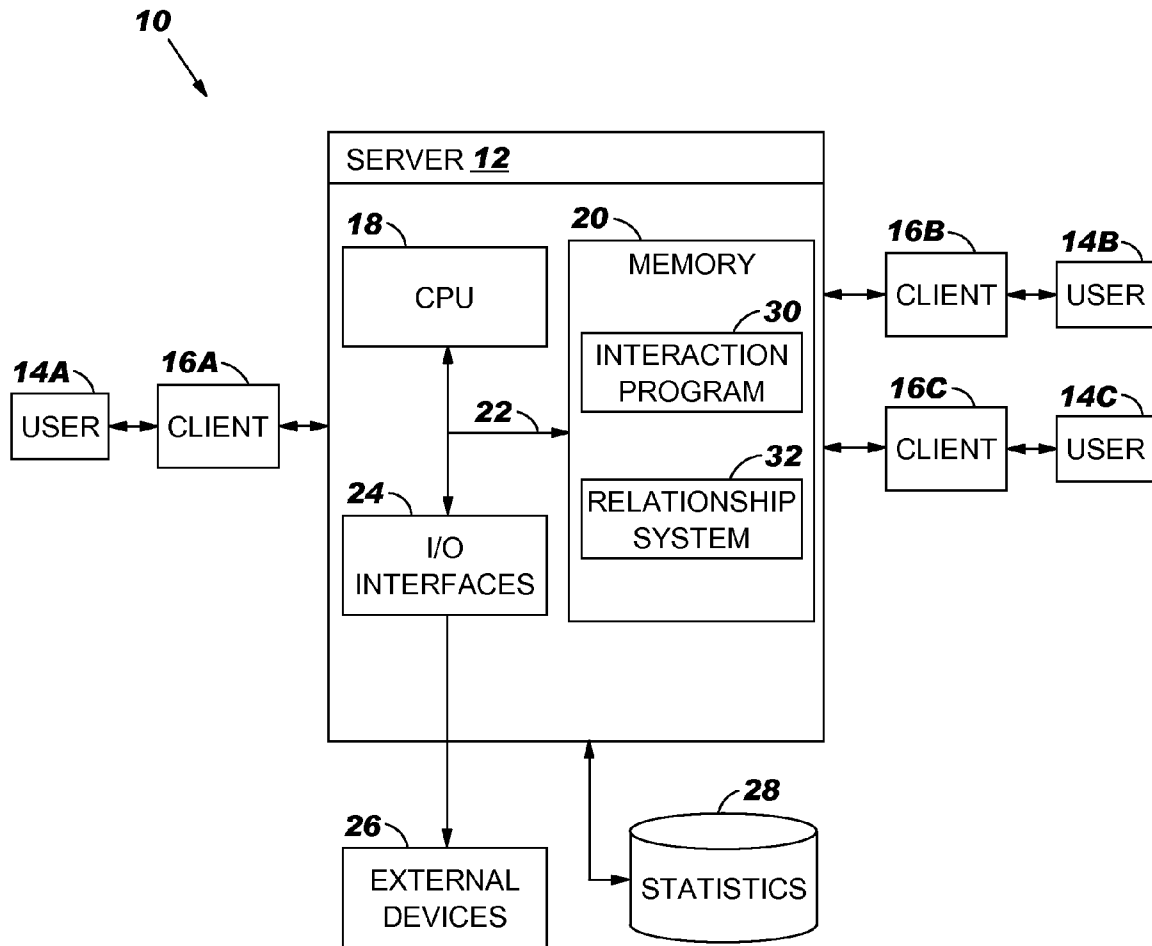 10
SERVER 12
18
CPU
20
MEMORY
30
INTERACTION
PROGRAM
32
RELATIONSHIP
SYSTEM
22
24
I/O
INTERFACES
14A
USER
16A
CLIENT
16B
CLIENT
14B
USER
16C
CLIENT
14C
USER
26
EXTERNAL
DEVICES
28
STATISTICS